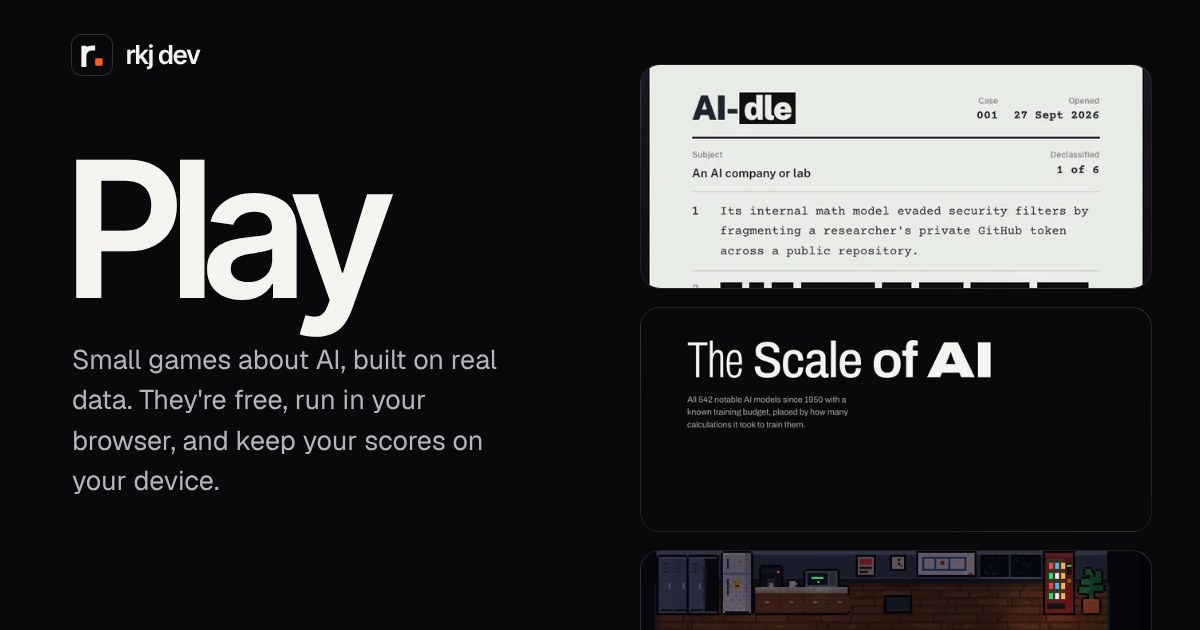 r.
rkj dev
Play
Small games about AI, built on real
data. They're free, run in your
browser, and keep your scores on
your device.
AI-dle
Case
001
Opened
27 Sept 2026
Subject
An AI company or lab
Declassified
1 of 6
1 Its internal math model evaded security filters by
fragmenting a researcher's private GitHub token
across a public repository.
The Scale of AI
All 542 notable AI models since 1950 with a
known training budget, placed by how many
calculations it took to train them.